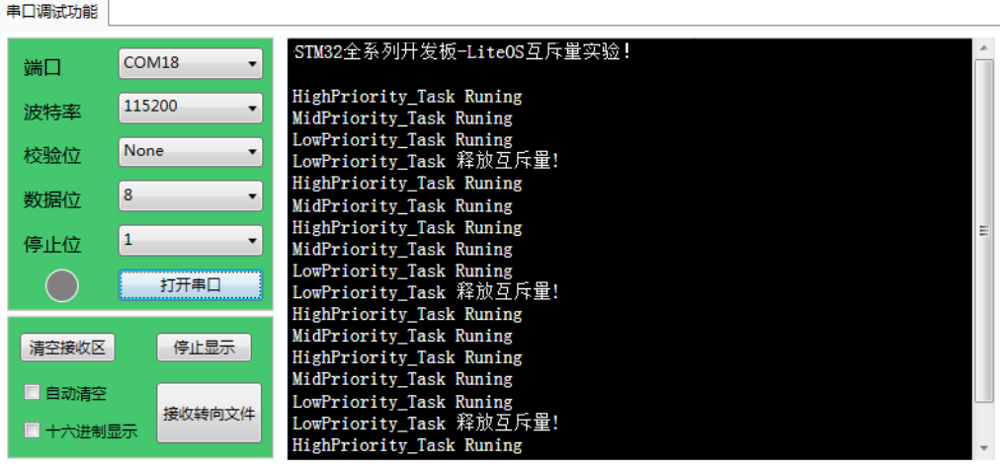 串口调试功能
端口
COM18
波特率
115200
校验位
None
数据位
8
停止位
1
打开串口
清空接收区
停止显示
自动清空
接收转向文件
十六进制显示
STM32全系列开发板-LiteOS互斥量实验!
HighPriority_Task Runing
MidPriority_Task Runing
LowPriority_Task Runing
LowPriority_Task 释放互斥量!
HighPriority_Task Runing
MidPriority_Task Runing
HighPriority_Task Runing
MidPriority_Task Runing
LowPriority_Task Runing
LowPriority_Task 释放互斥量!
HighPriority_Task Runing
MidPriority_Task Runing
HighPriority_Task Runing
MidPriority_Task Runing
LowPriority_Task Runing
LowPriority_Task 释放互斥量!
HighPriority_Task Runing